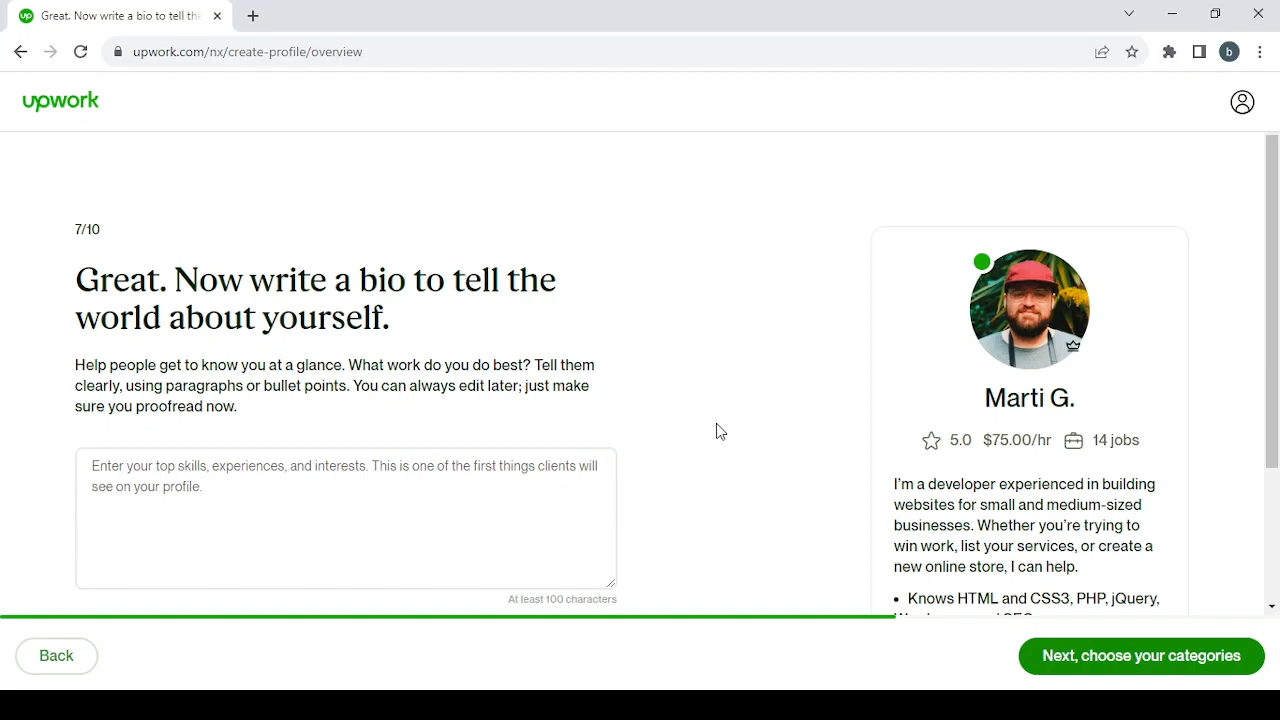 Great. Now write a bio to tell the
upwork.com/nx/create-profile/overview
b
upwork
7/10
Great. Now write a bio to tell the
world about yourself.
Help people get to know you at a glance. What work do you do best? Tell them
clearly, using paragraphs or bullet points. You can always edit later; just make
sure you proofread now.
Enter your top skills, experiences, and interests. This is one of the first things clients will
see on your profile.
At least 100 characters
Marti G.
5.0 $75.00/hr 14 jobs
I'm a developer experienced in building
websites for small and medium-sized
businesses. Whether you're trying to
win work, list your services, or create a
new online store, I can help.
• Knows HTML and CSS3, PHP, jQuery,
Back
Next, choose your categories